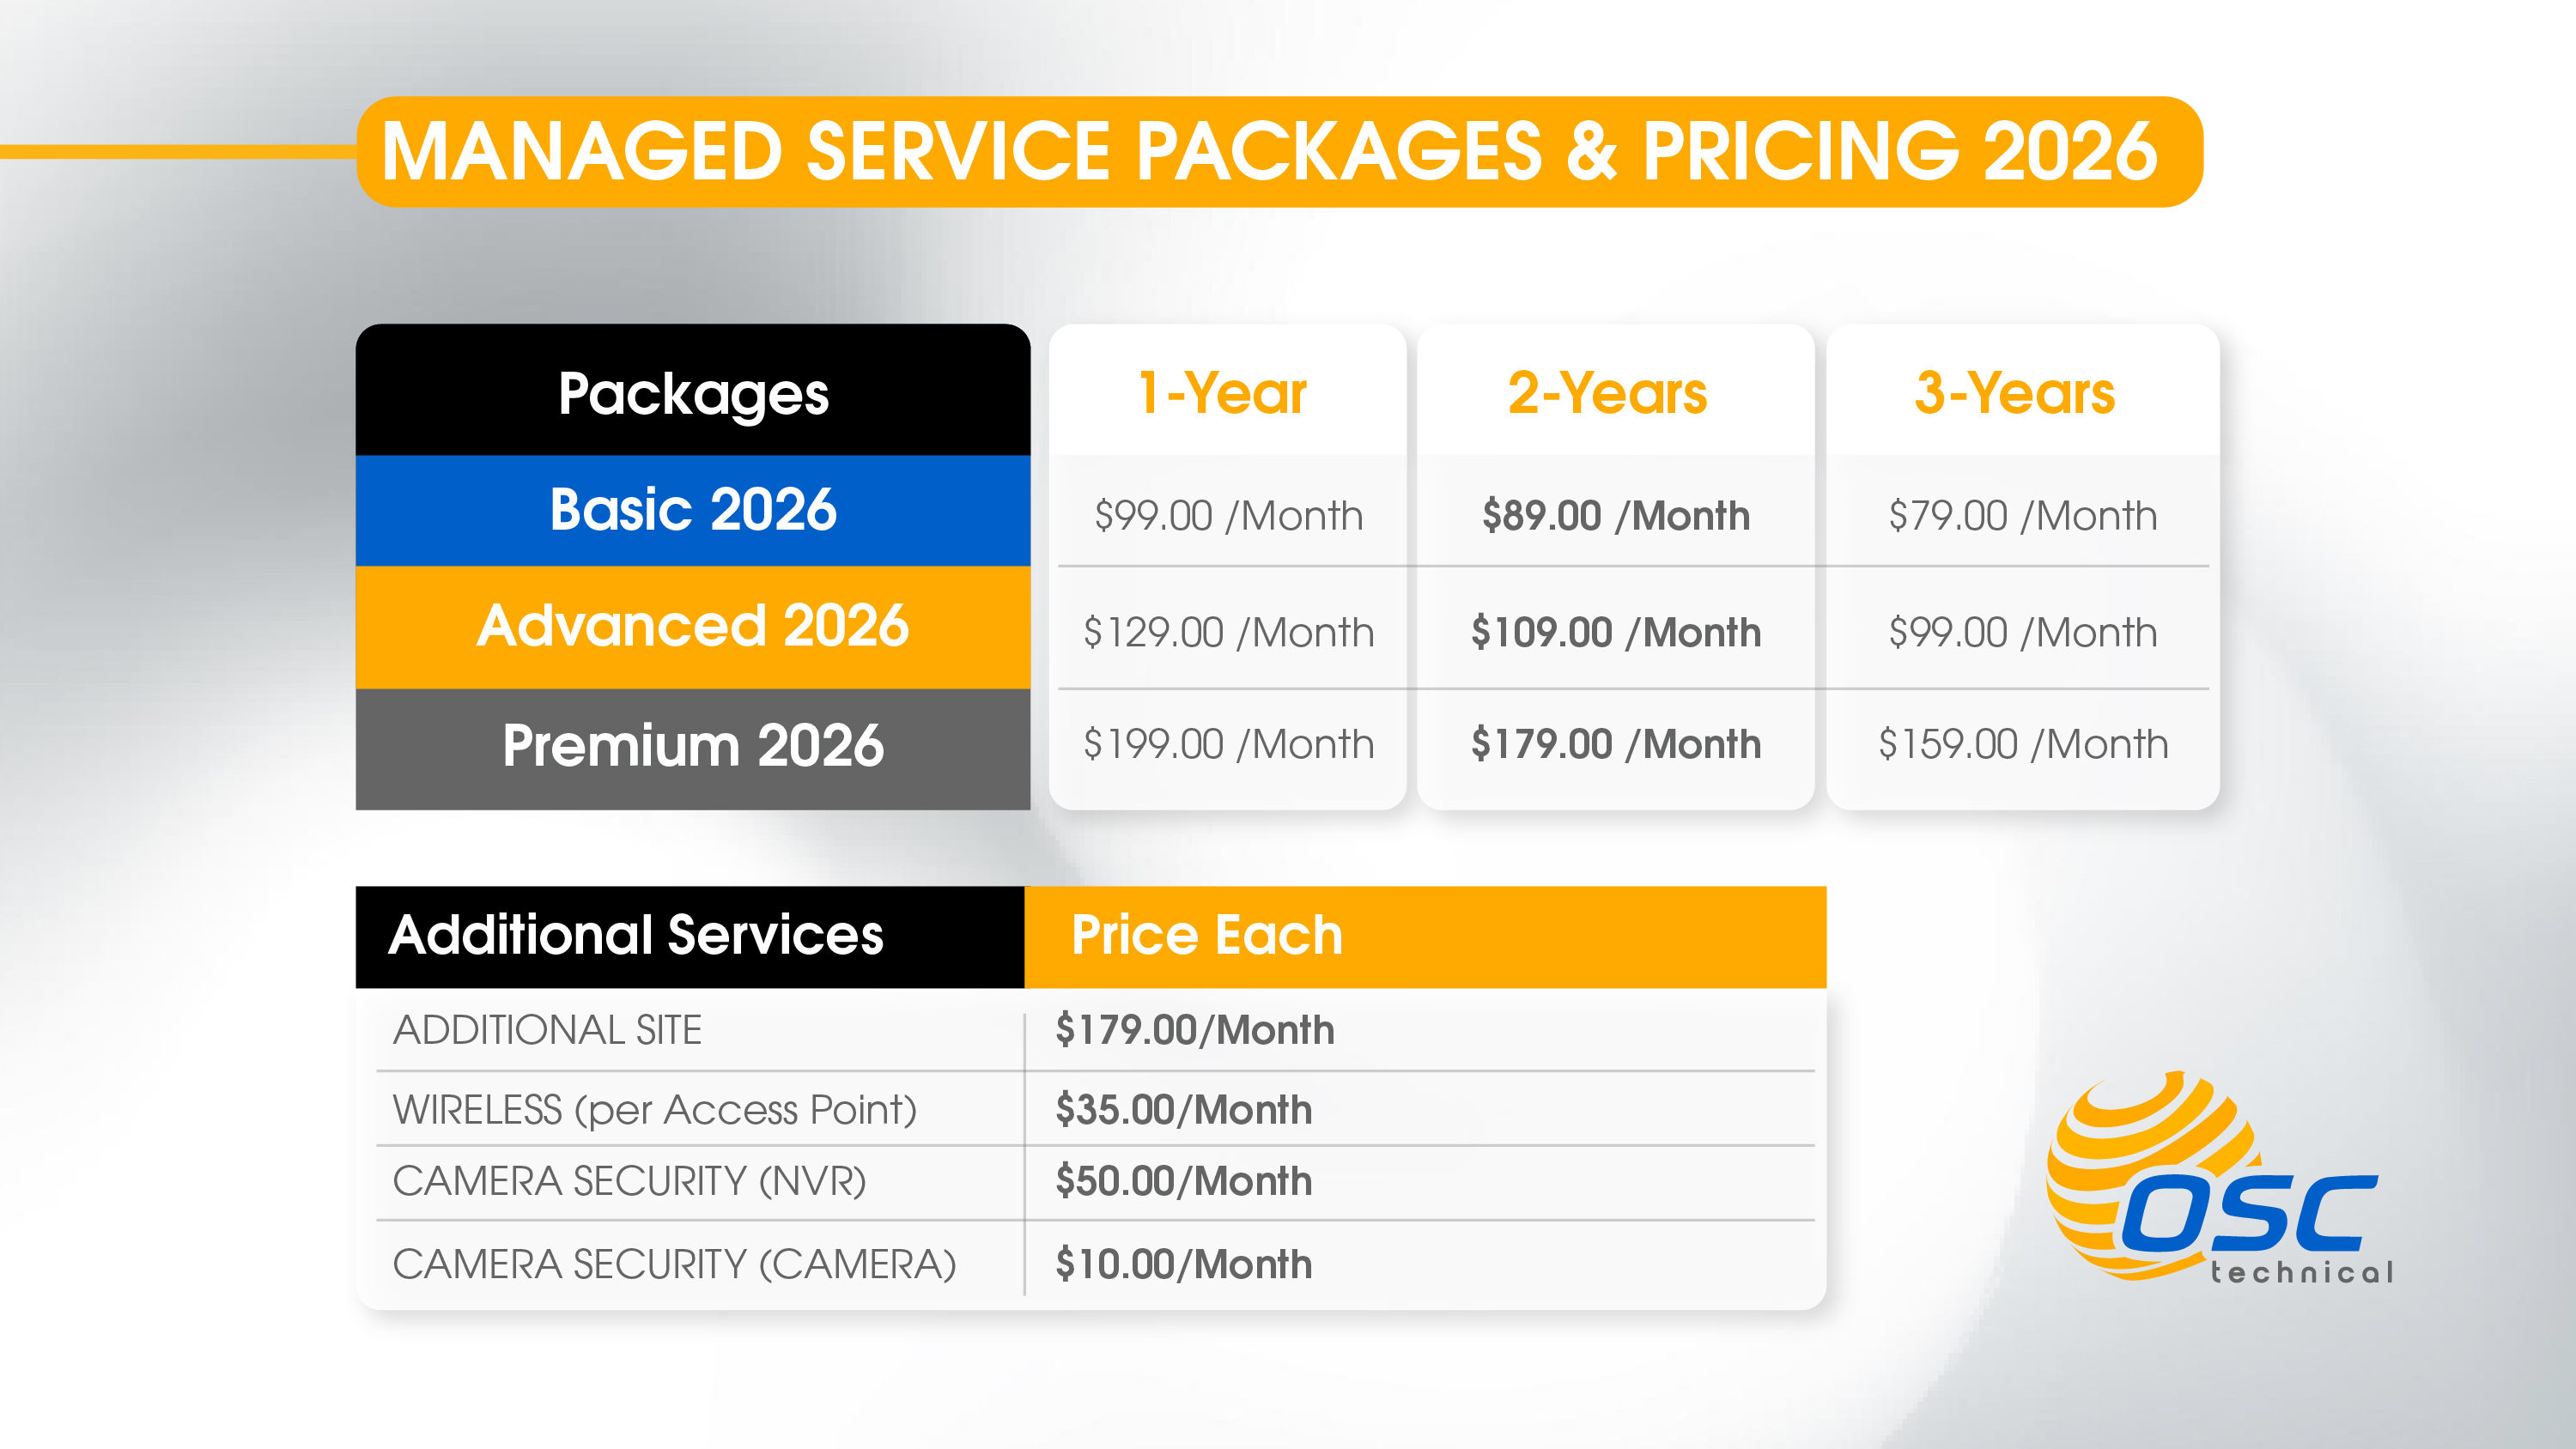 MANAGED SERVICE PACKAGES & PRICING 2026
Packages 1-Year 2-Years 3-Years
Basic 2026 $99.00 /Month $89.00 /Month $79.00 /Month
Advanced 2026 $129.00 /Month $109.00 /Month $99.00 /Month
Premium 2026 $199.00 /Month $179.00 /Month $159.00 /Month
Additional Services Price Each
ADDITIONAL SITE $179.00/Month
WIRELESS (per Access Point) $35.00/Month
CAMERA SECURITY (NVR) $50.00/Month
CAMERA SECURITY (CAMERA) $10.00/Month
OSC
technical